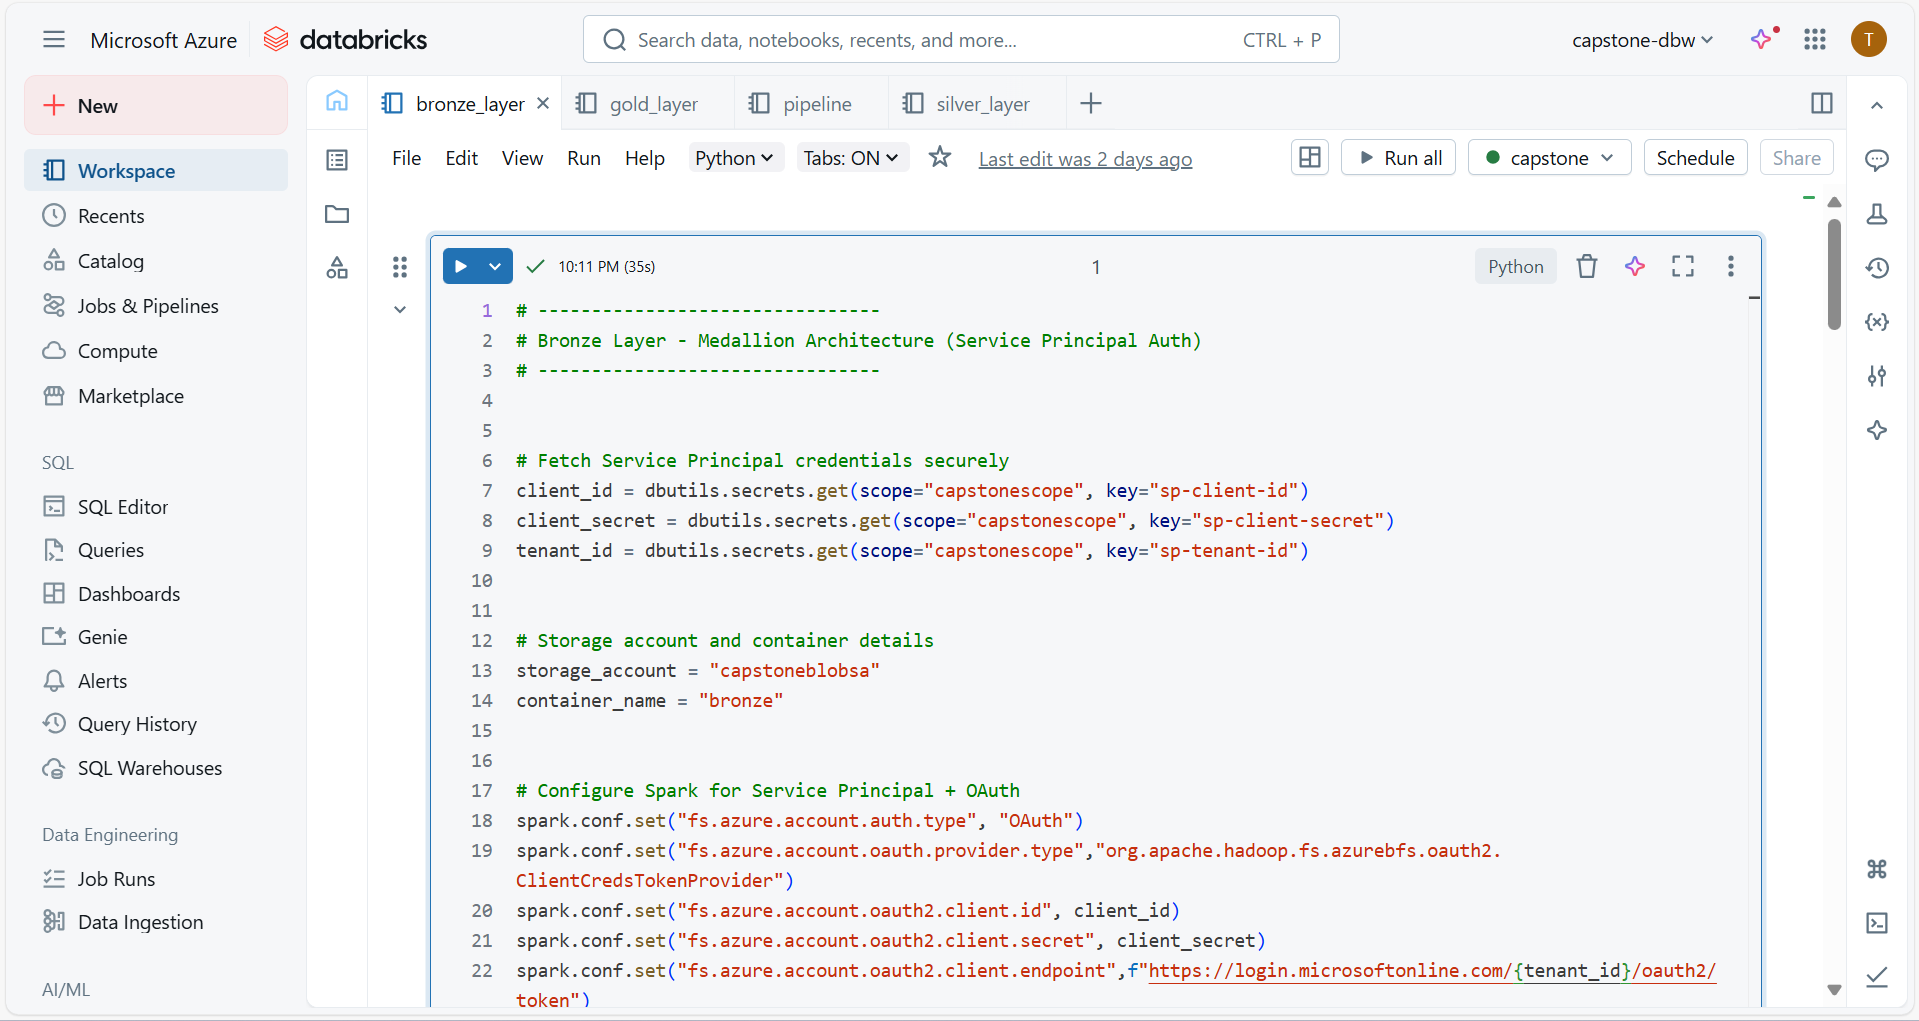 Microsoft Azure databricks
Search data, notebooks, recents, and more... CTRL + P
capstone-dbw
T
New
Workspace
Recents
Catalog
Jobs & Pipelines
Compute
Marketplace
SQL
SQL Editor
Queries
Dashboards
Genie
Alerts
Query History
SQL Warehouses
Data Engineering
Job Runs
Data Ingestion
AI/ML
bronze_layer
gold_layer
pipeline
silver_layer
File Edit View Run Help Python Tabs: ON Last edit was 2 days ago
Run all capstone Schedule Share
10:11 PM (35s) 1 Python
1 # --------------------------------
2 # Bronze Layer - Medallion Architecture (Service Principal Auth)
3 # --------------------------------
4
5
6 # Fetch Service Principal credentials securely
7 client_id = dbutils.secrets.get(scope="capstonescope", key="sp-client-id")
8 client_secret = dbutils.secrets.get(scope="capstonescope", key="sp-client-secret")
9 tenant_id = dbutils.secrets.get(scope="capstonescope", key="sp-tenant-id")
10
11
12 # Storage account and container details
13 storage_account = "capstoneblobsa"
14 container_name = "bronze"
15
16
17 # Configure Spark for Service Principal + OAuth
18 spark.conf.set("fs.azure.account.auth.type", "OAuth")
19 spark.conf.set("fs.azure.account.oauth.provider.type","org.apache.hadoop.fs.azurebfs.oauth2.
ClientCredsTokenProvider")
20 spark.conf.set("fs.azure.account.oauth2.client.id", client_id)
21 spark.conf.set("fs.azure.account.oauth2.client.secret", client_secret)
22 spark.conf.set("fs.azure.account.oauth2.client.endpoint",f"https://login.microsoftonline.com/{tenant_id}/oauth2/
token")